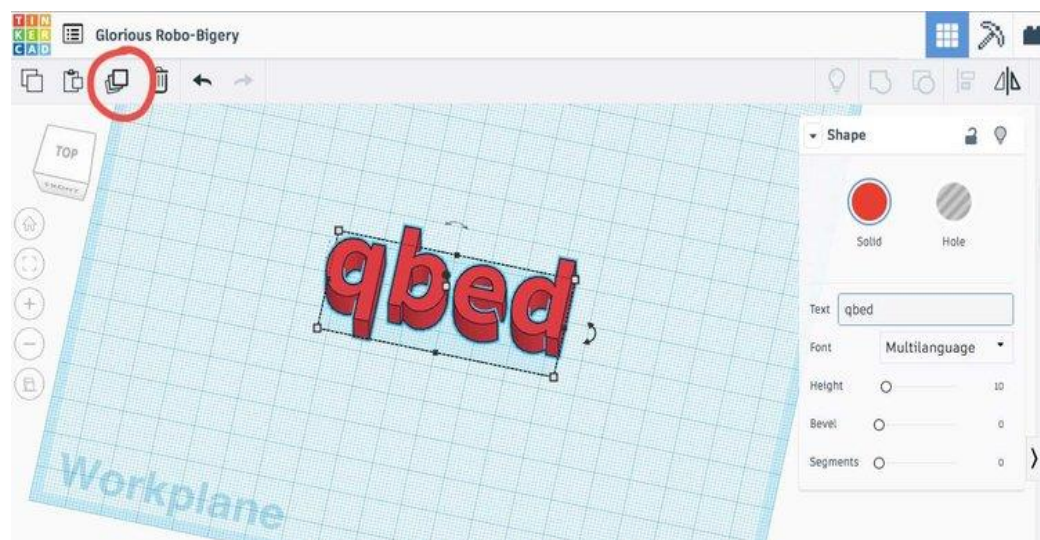 TIN
KER
CAD
Glorious Robo-Bigery
TOP
FRONT
qbed
Workplane
Shape
Solid
Hole
Text qbed
Font Multilanguage
Height 10
Bevel 0
Segments 0